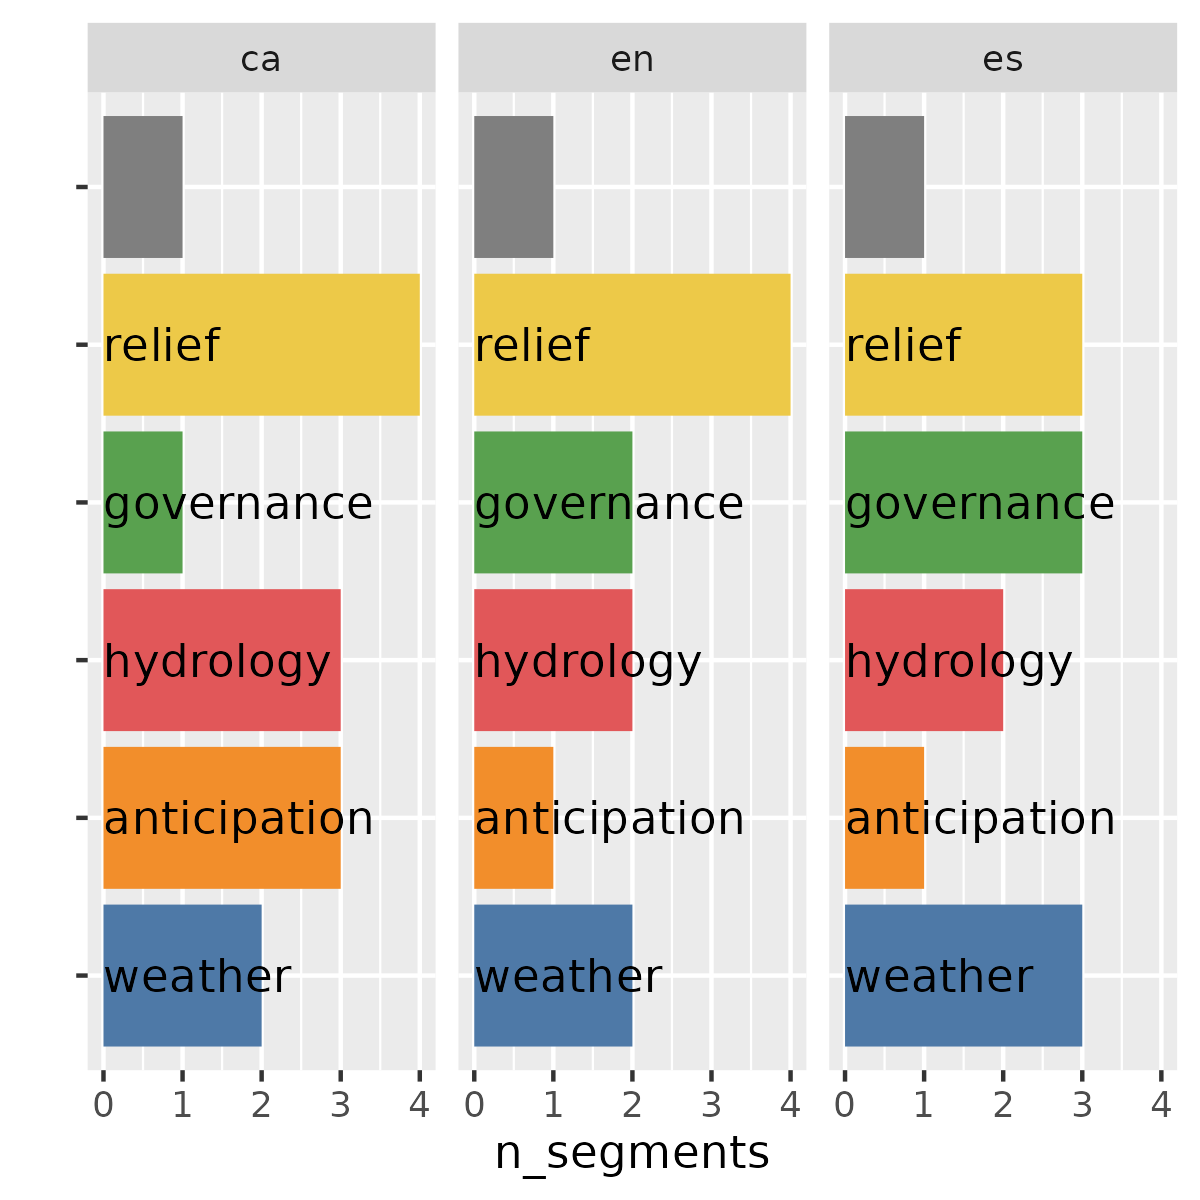 ca en es
relief relief relief
governance governance governance
hydrology hydrology hydrology
anticipation anticipation anticipation
weather weather weather
0 1 2 3 4 0 1 2 3 4 0 1 2 3 4
n_segments